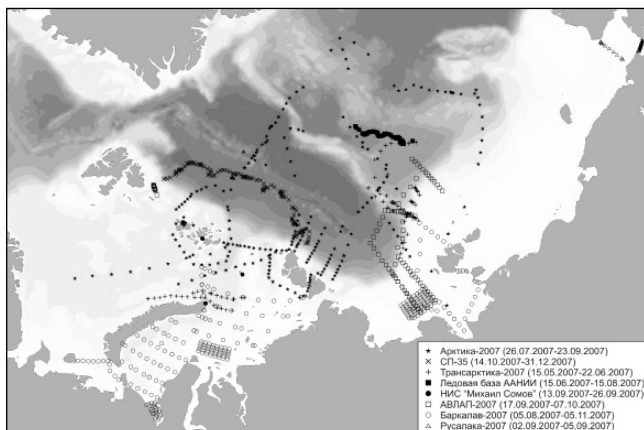 Арктика-2007 (26.07.2007-23.09.2007)
СП-35 (14.10.2007-31.12.2007)
Трансарктика-2007 (15.05.2007-22.06.2007)
Ледовая база ААНИИ (15.06.2007-15.08.2007)
НИС "Михаил Сомов" (13.09.2007-26.09.2007)
АВЛАП-2007 (17.09.2007-07.10.2007)
Баркалав-2007 (05.08.2007-05.11.2007)
Русалака-2007 (02.09.2007-05.09.2007)